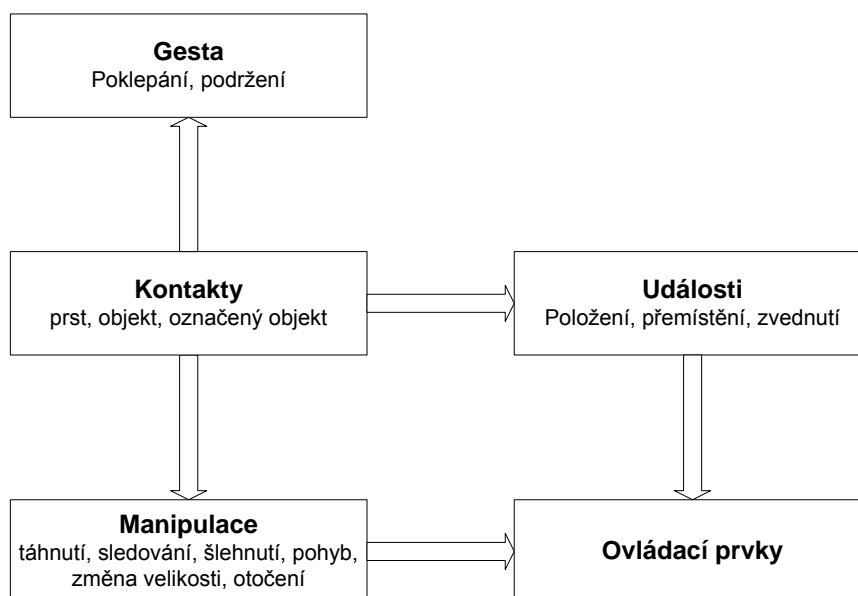 Gesta
Poklepání, podržení
Kontakty
prst, objekt, označený objekt
Události
Položení, přemístění, zvednutí
Manipulace
táhnutí, sledování, šlehnutí, pohyb,
změna velikosti, otočení
Ovládací prvky